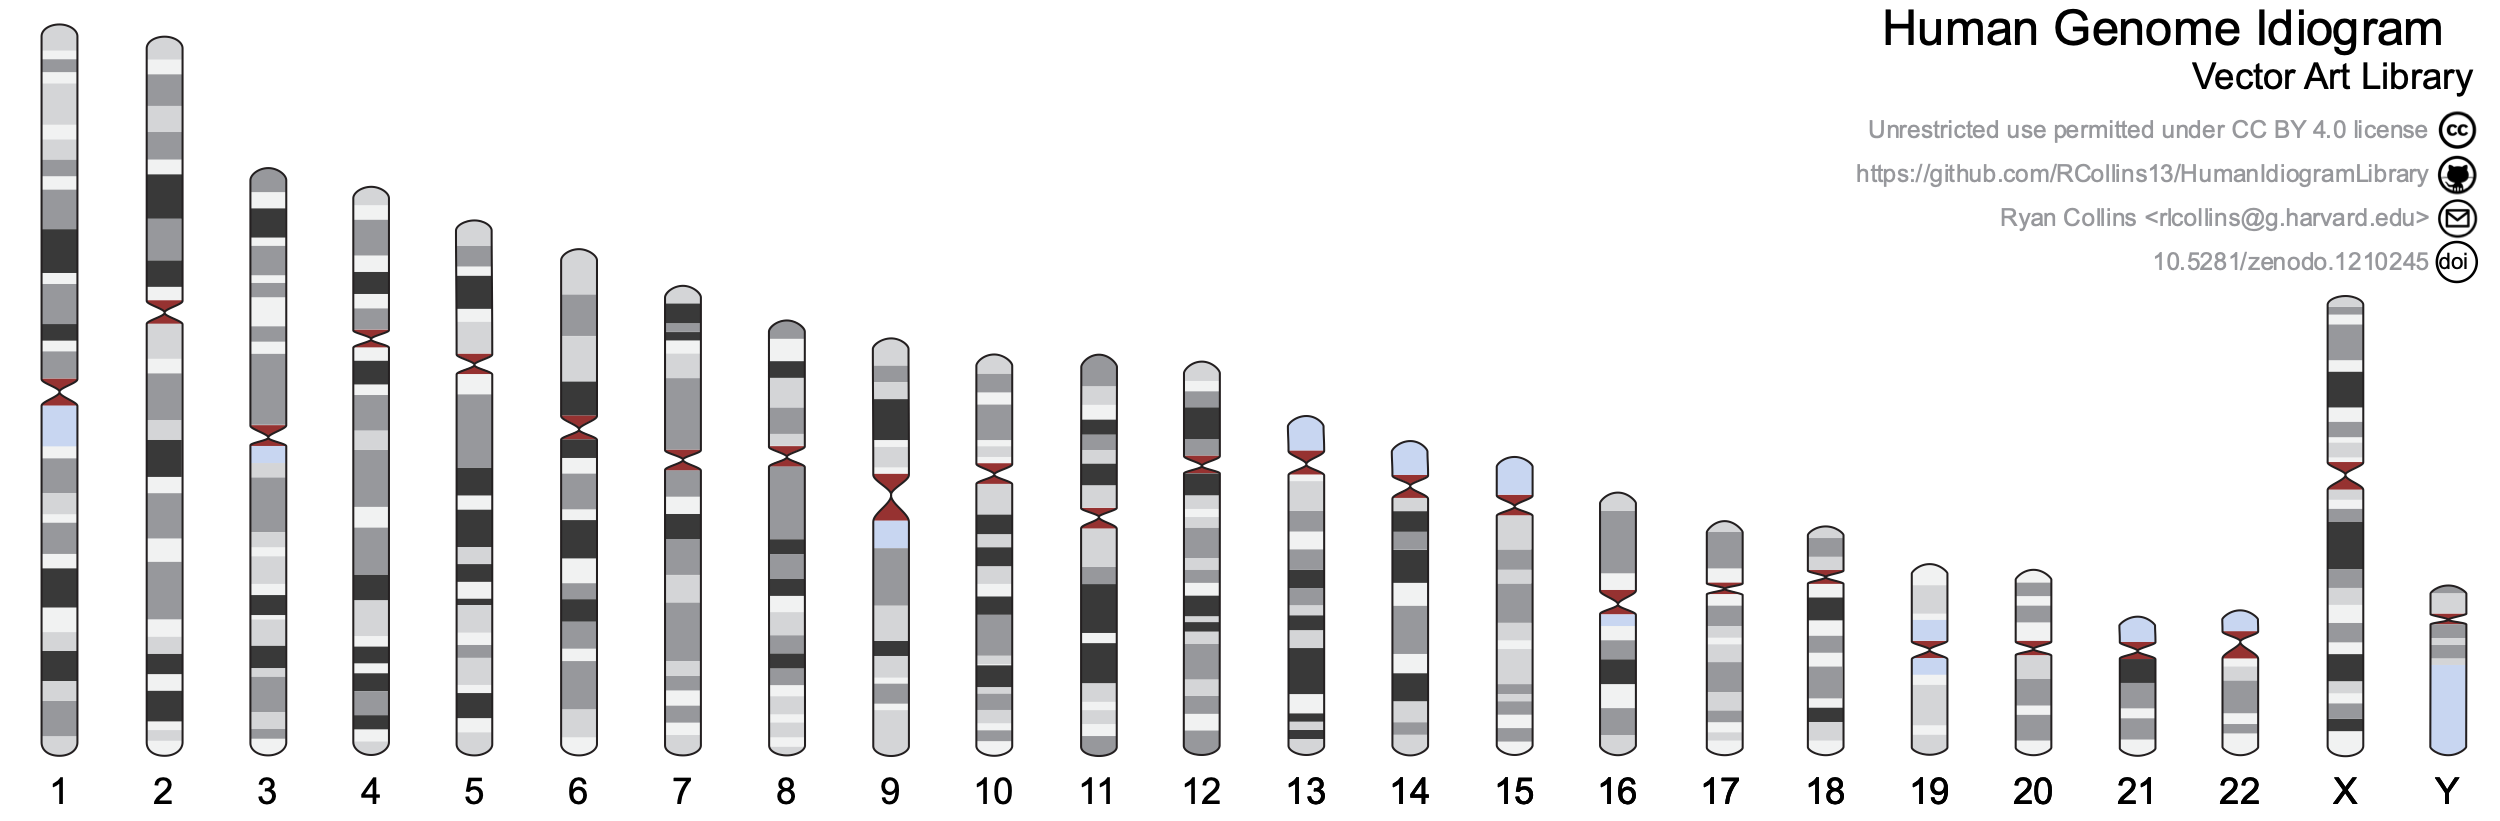 Human Genome Idiogram
Vector Art Library
Unrestricted use permitted under CC BY 4.0 license cc
https://github.com/RCollins13/HumanIdiogramLibrary
Ryan Collins <rlcollins@g.harvard.edu>
10.5281/zenodo.1210245 doi
1 2 3 4 5 6 7 8 9 10 11 12 13 14 15 16 17 18 19 20 21 22 X Y